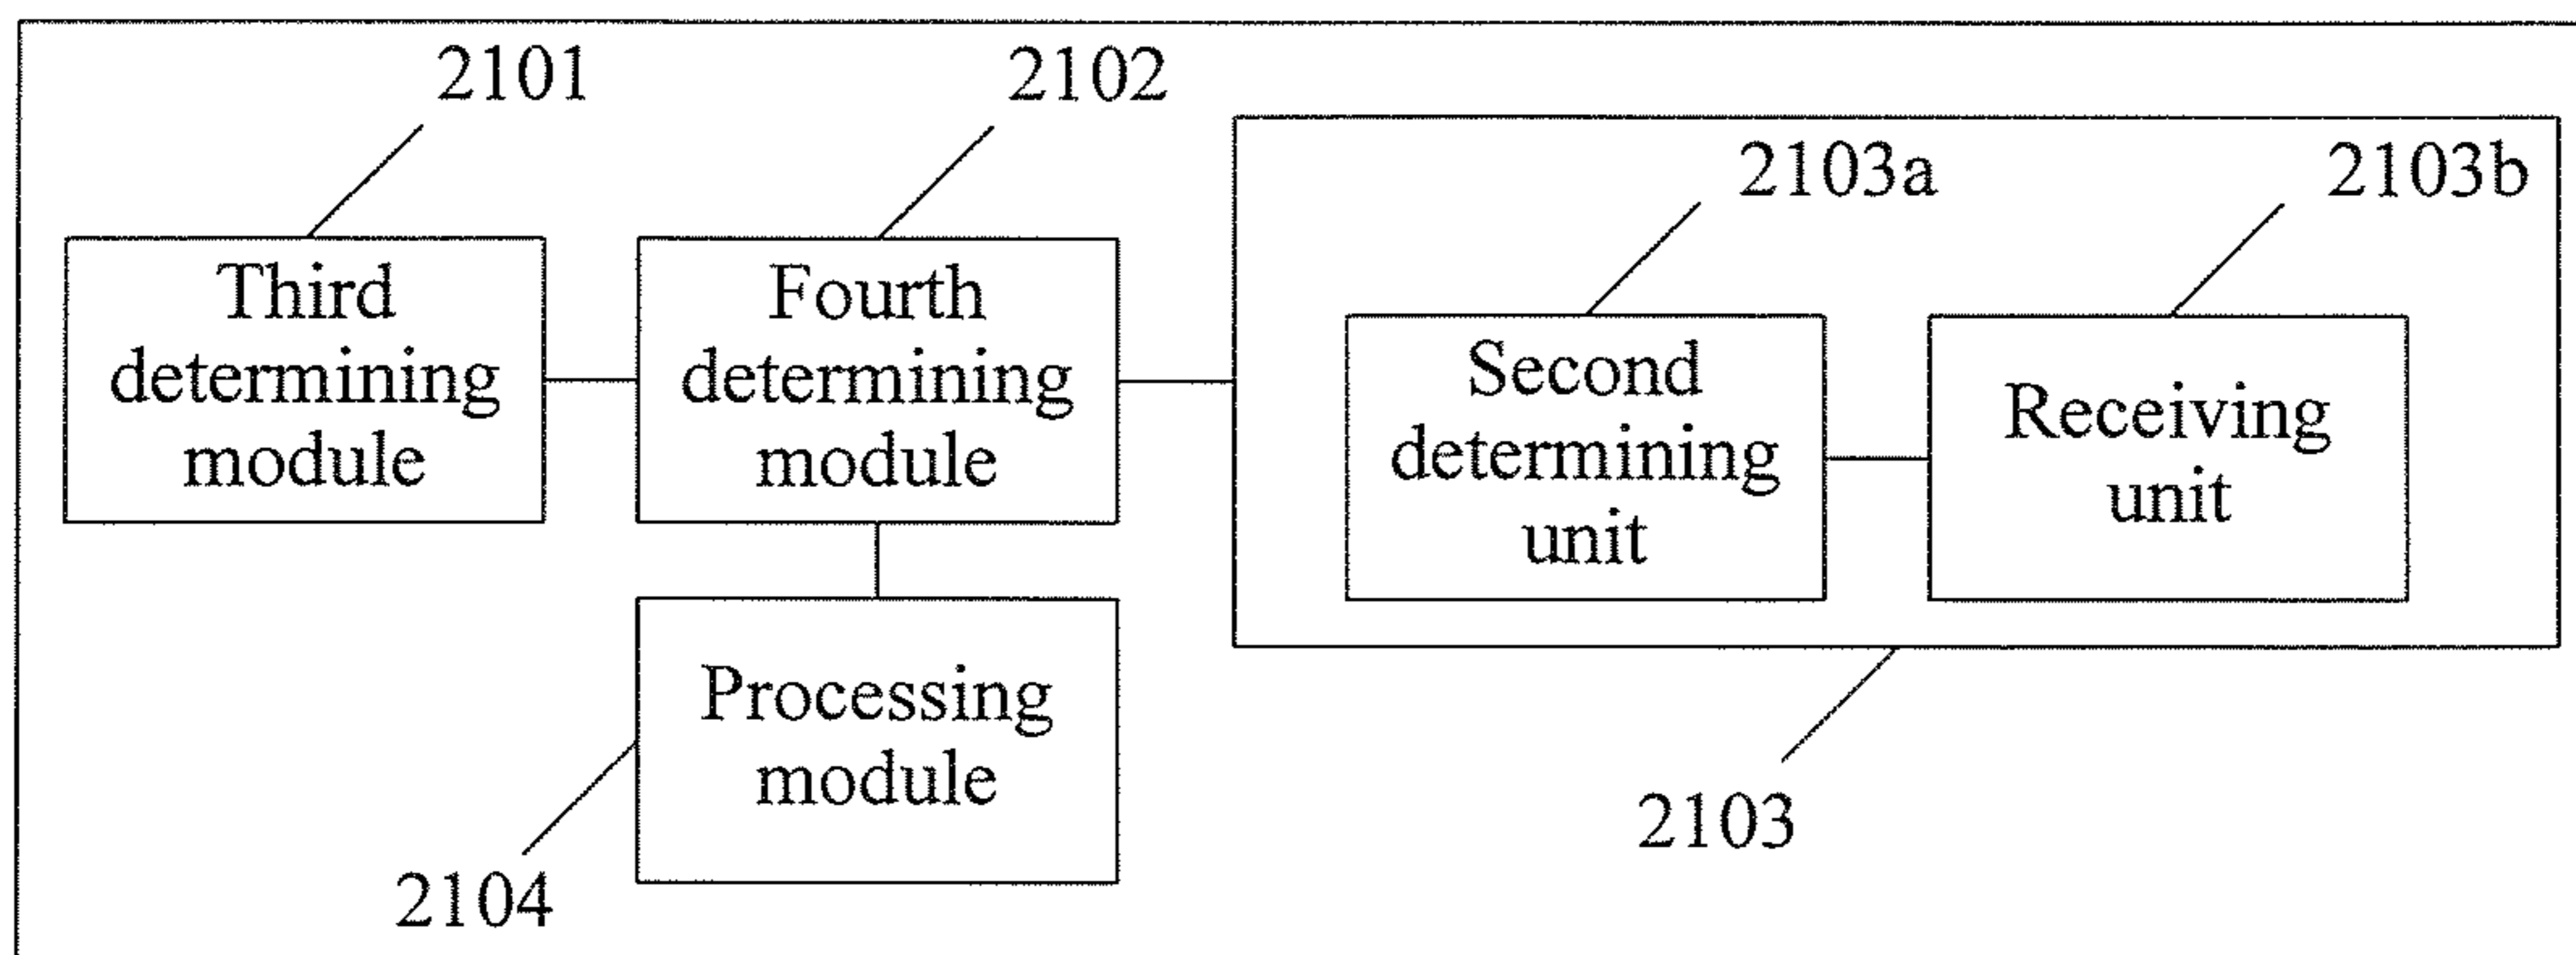 2101
2102
2103a
2103b
Third
determining
module
Fourth
determining
module
Second
determining
unit
Receiving
unit
Processing
module
2103
2104